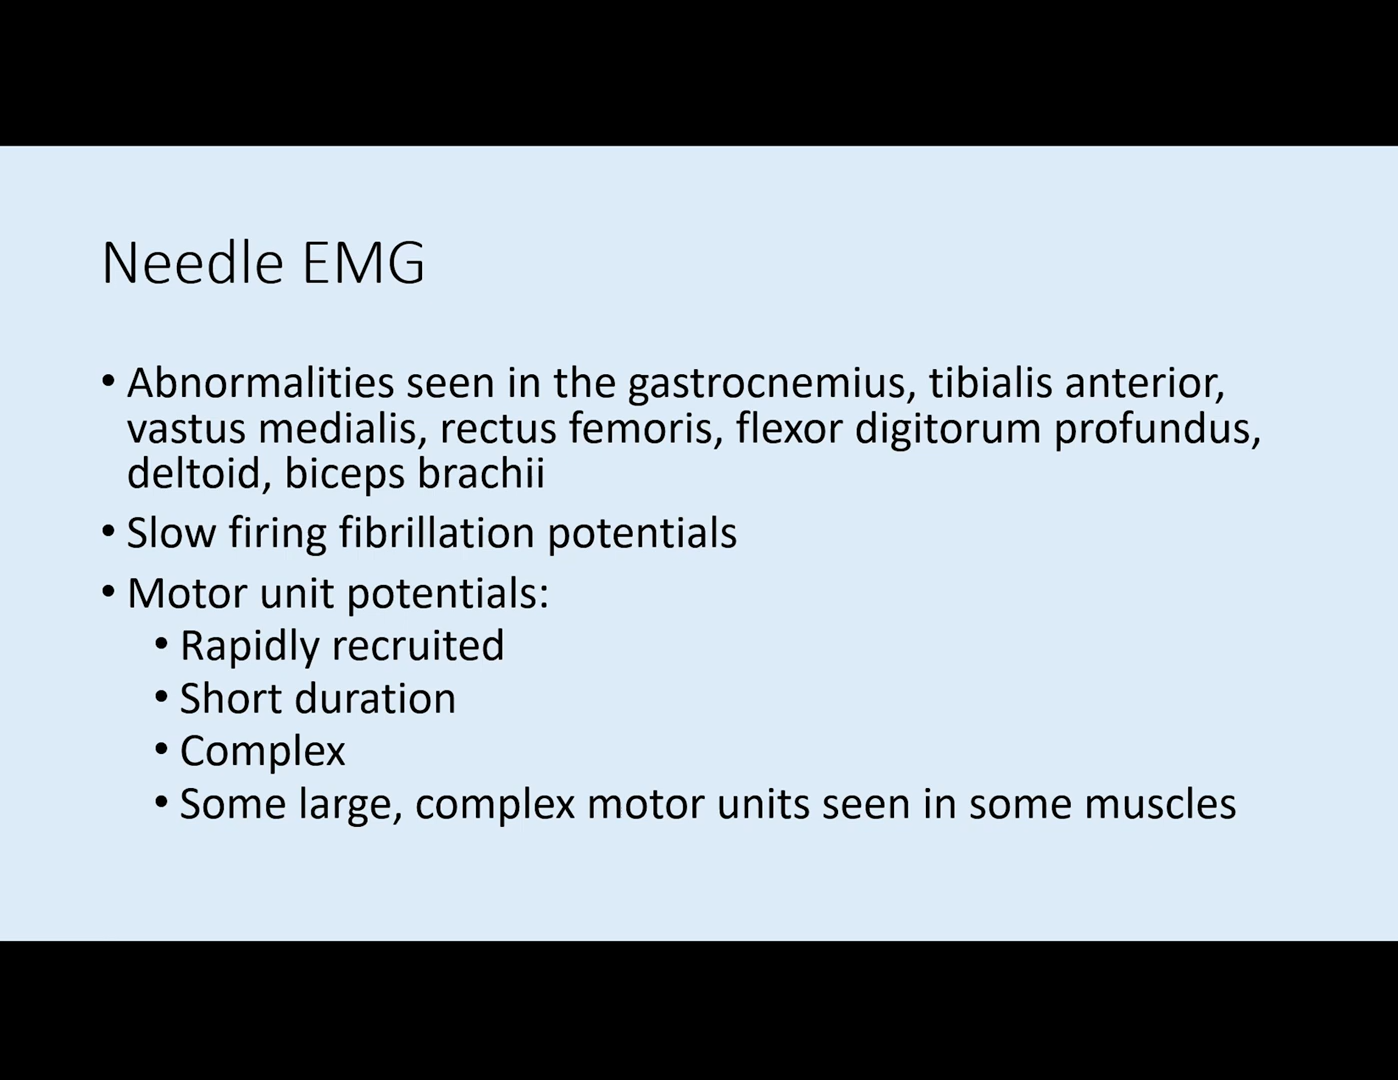 Needle EMG
• Abnormalities seen in the gastrocnemius, tibialis anterior,
vastus medialis, rectus femoris, flexor digitorum profundus,
deltoid, biceps brachii
• Slow firing fibrillation potentials
• Motor unit potentials:
• Rapidly recruited
• Short duration
• Complex
• Some large, complex motor units seen in some muscles